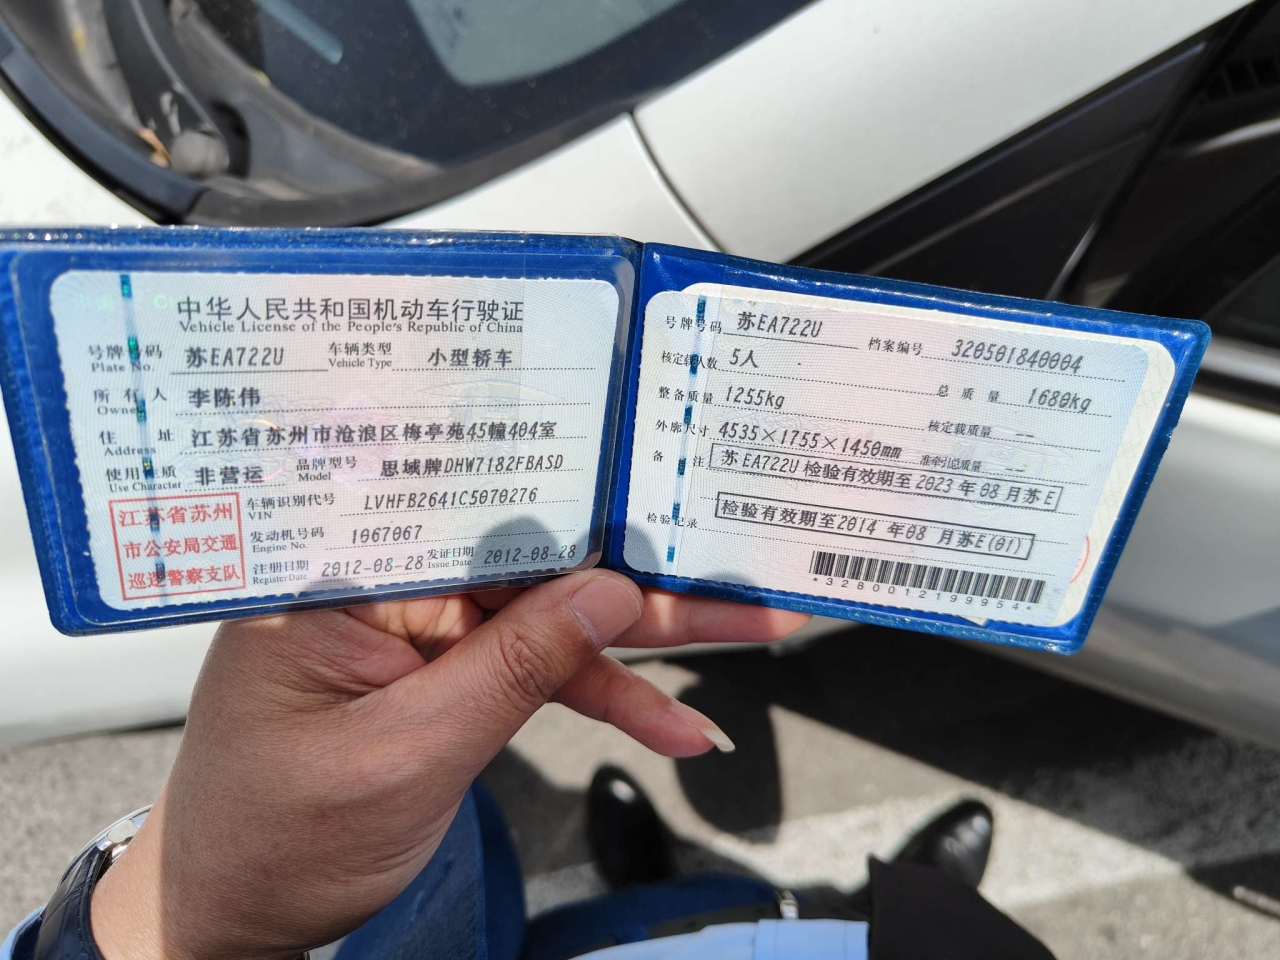 中华人民共和国机动车行驶证
Vehicle License of the People's Republic of China
号牌号码 苏EA722U 车辆类型 小型轿车
Plate No. Vehicle Type
所有人 李陈伟
Owner
住址 江苏省苏州市沧浪区梅亭苑45幢404室
Address
使用性质 非营运 品牌型号 思域牌DHW7182FBASD
Use Character Model
江苏省苏州
市公安局交通
巡逻警察支队
车辆识别代号 LVHFB2641C5070276
VIN
发动机号码 1067067
Engine No.
注册日期 2012-08-28 发证日期 2012-08-28
Register Date Issue Date
号牌号码 苏EA722U 档案编号 320501840004
核定载人数 5人 总质量 1680kg
整备质量 1255kg 核定载质量 --
外廓尺寸 4535×1755×1450mm 准牵引总质量 --
备注 苏EA722U检验有效期至2023年08月苏E
检验记录 检验有效期至2014年08月苏E(01)
*3280012199954*